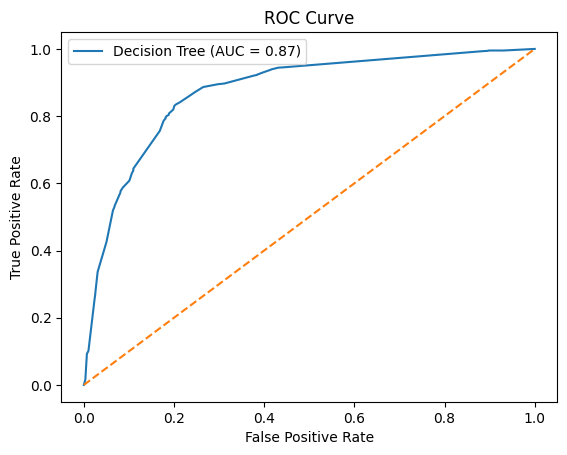 ROC Curve
Decision Tree (AUC = 0.87)
True Positive Rate
1.0
0.8
0.6
0.4
0.2
0.0
0.0 0.2 0.4 0.6 0.8 1.0
False Positive Rate